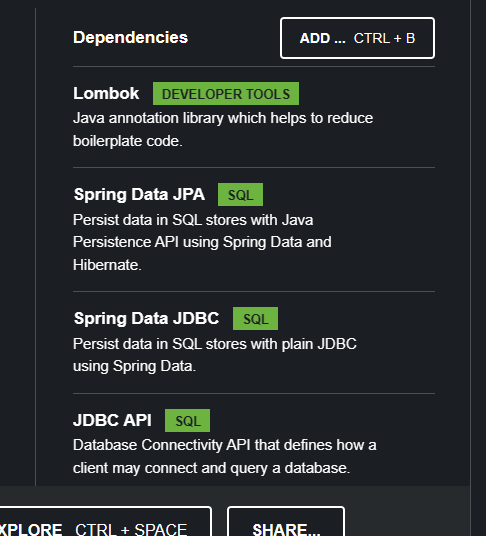 Dependencies
ADD ... CTRL + B
Lombok DEVELOPER TOOLS
Java annotation library which helps to reduce
boilerplate code.
Spring Data JPA SQL
Persist data in SQL stores with Java
Persistence API using Spring Data and
Hibernate.
Spring Data JDBC SQL
Persist data in SQL stores with plain JDBC
using Spring Data.
JDBC API SQL
Database Connectivity API that defines how a
client may connect and query a database.
XPLORE CTRL + SPACE
SHARE...